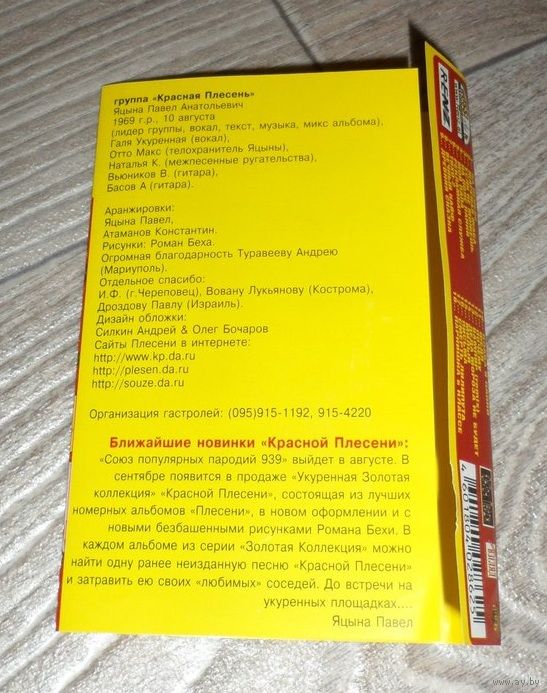 группа «Красная Плесень»
Яцына Павел Анатольевич
1969 г.р., 10 августа
(лидер группы, вокал, текст, музыка, микс альбома),
Галя Укуренная (вокал),
Отто Макс (телохранитель Яцыны),
Наталья К. (межпесенные ругательства),
Вьюников В. (гитара),
Басов А (гитара).
Аранжировки:
Яцына Павел,
Атаманов Константин.
Рисунки: Роман Беха.
Огромная благодарность Туравееву Андрею
(Мариуполь).
Отдельное спасибо:
И.Ф. (г.Череповец), Вовану Лукьянову (Кострома),
Дроздову Павлу (Израиль).
Дизайн обложки:
Силкин Андрей & Олег Бочаров
Сайты Плесени в интернете:
http://www.kp.da.ru
http://plesen.da.ru
http://souze.da.ru
Организация гастролей: (095)915-1192, 915-4220
Ближайшие новинки «Красной Плесени»:
«Союз популярных пародий 939» выйдет в августе. В
сентябре появится в продаже «Укуренная Золотая
коллекция» «Красной Плесени», состоящая из лучших
номерных альбомов «Плесени», в новом оформлении и с
новыми безбашенными рисунками Романа Бехи. В
каждом альбоме из серии «Золотая Коллекция» можно
найти одну ранее неизданную песню «Красной Плесени»
и затравить ею своих «любимых» соседей. До встречи на
укуренных площадках....
Яцына Павел
www.ay.by